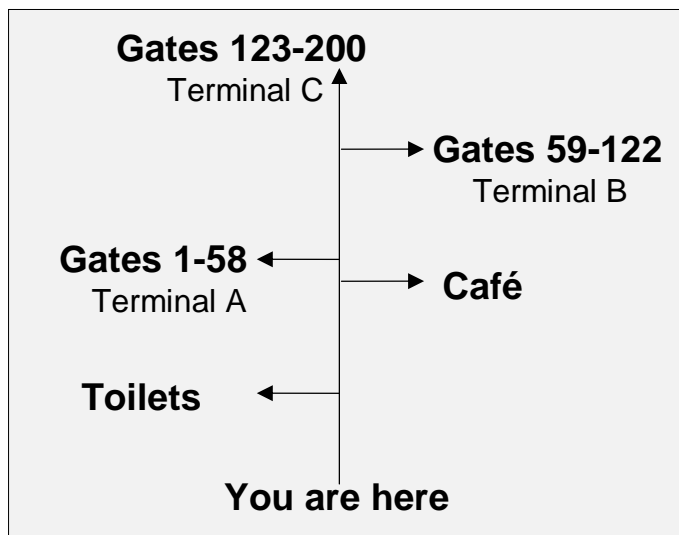 Gates 123-200
Terminal C
Gates 59-122
Terminal B
Gates 1-58
Terminal A
Café
Toilets
You are here